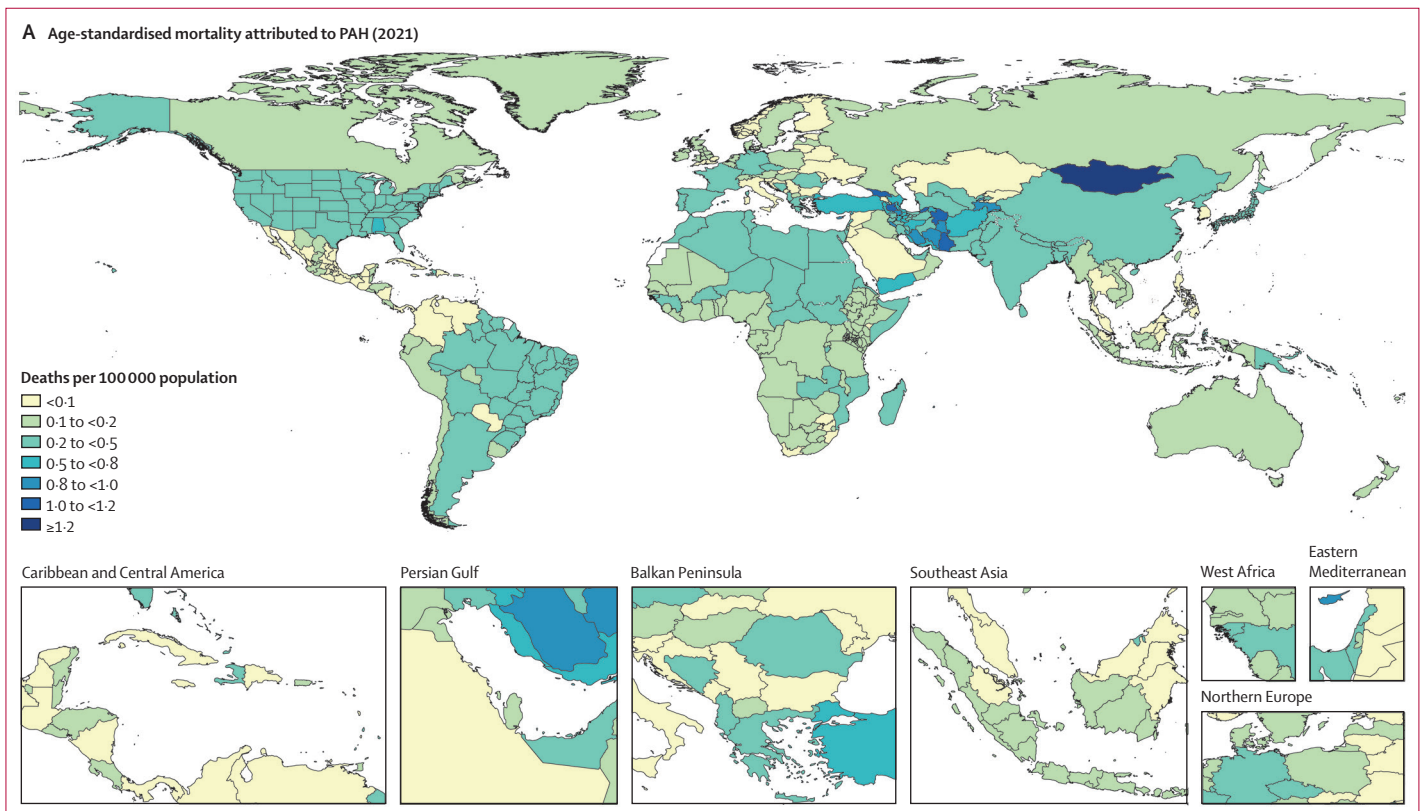 A Age-standardised mortality attributed to PAH (2021)
Deaths per 100 000 population
<0·1
0·1 to <0·2
0·2 to <0·5
0·5 to <0·8
0·8 to <1·0
1·0 to <1·2
≥1·2
Caribbean and Central America
Persian Gulf
Balkan Peninsula
Southeast Asia
West Africa
Eastern
Mediterranean
Northern Europe